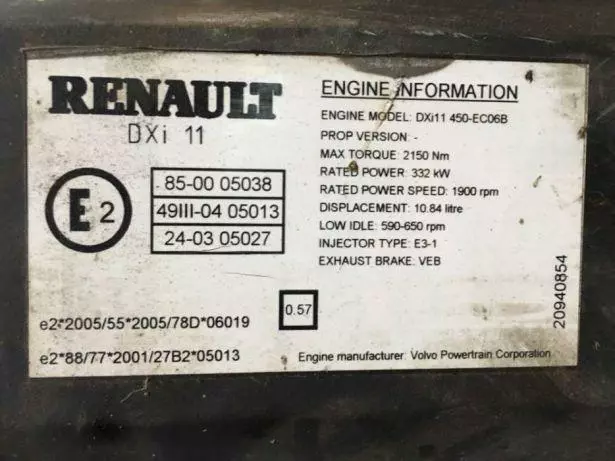 RENAULT
DXi 11
E2
85-00 05038
49III-04 05013
24-03 05027
e2*2005/55*2005/78D*06019
0.57
e2*88/77*2001/27B2*05013
ENGINE INFORMATION
ENGINE MODEL: DXi11 450-EC06B
PROP VERSION: -
MAX TORQUE: 2150 Nm
RATED POWER: 332 kW
RATED POWER SPEED: 1900 rpm
DISPLACEMENT: 10.84 litre
LOW IDLE: 590-650 rpm
INJECTOR TYPE: E3-1
EXHAUST BRAKE: VEB
Engine manufacturer: Volvo Powertrain Corporation
20940854
4